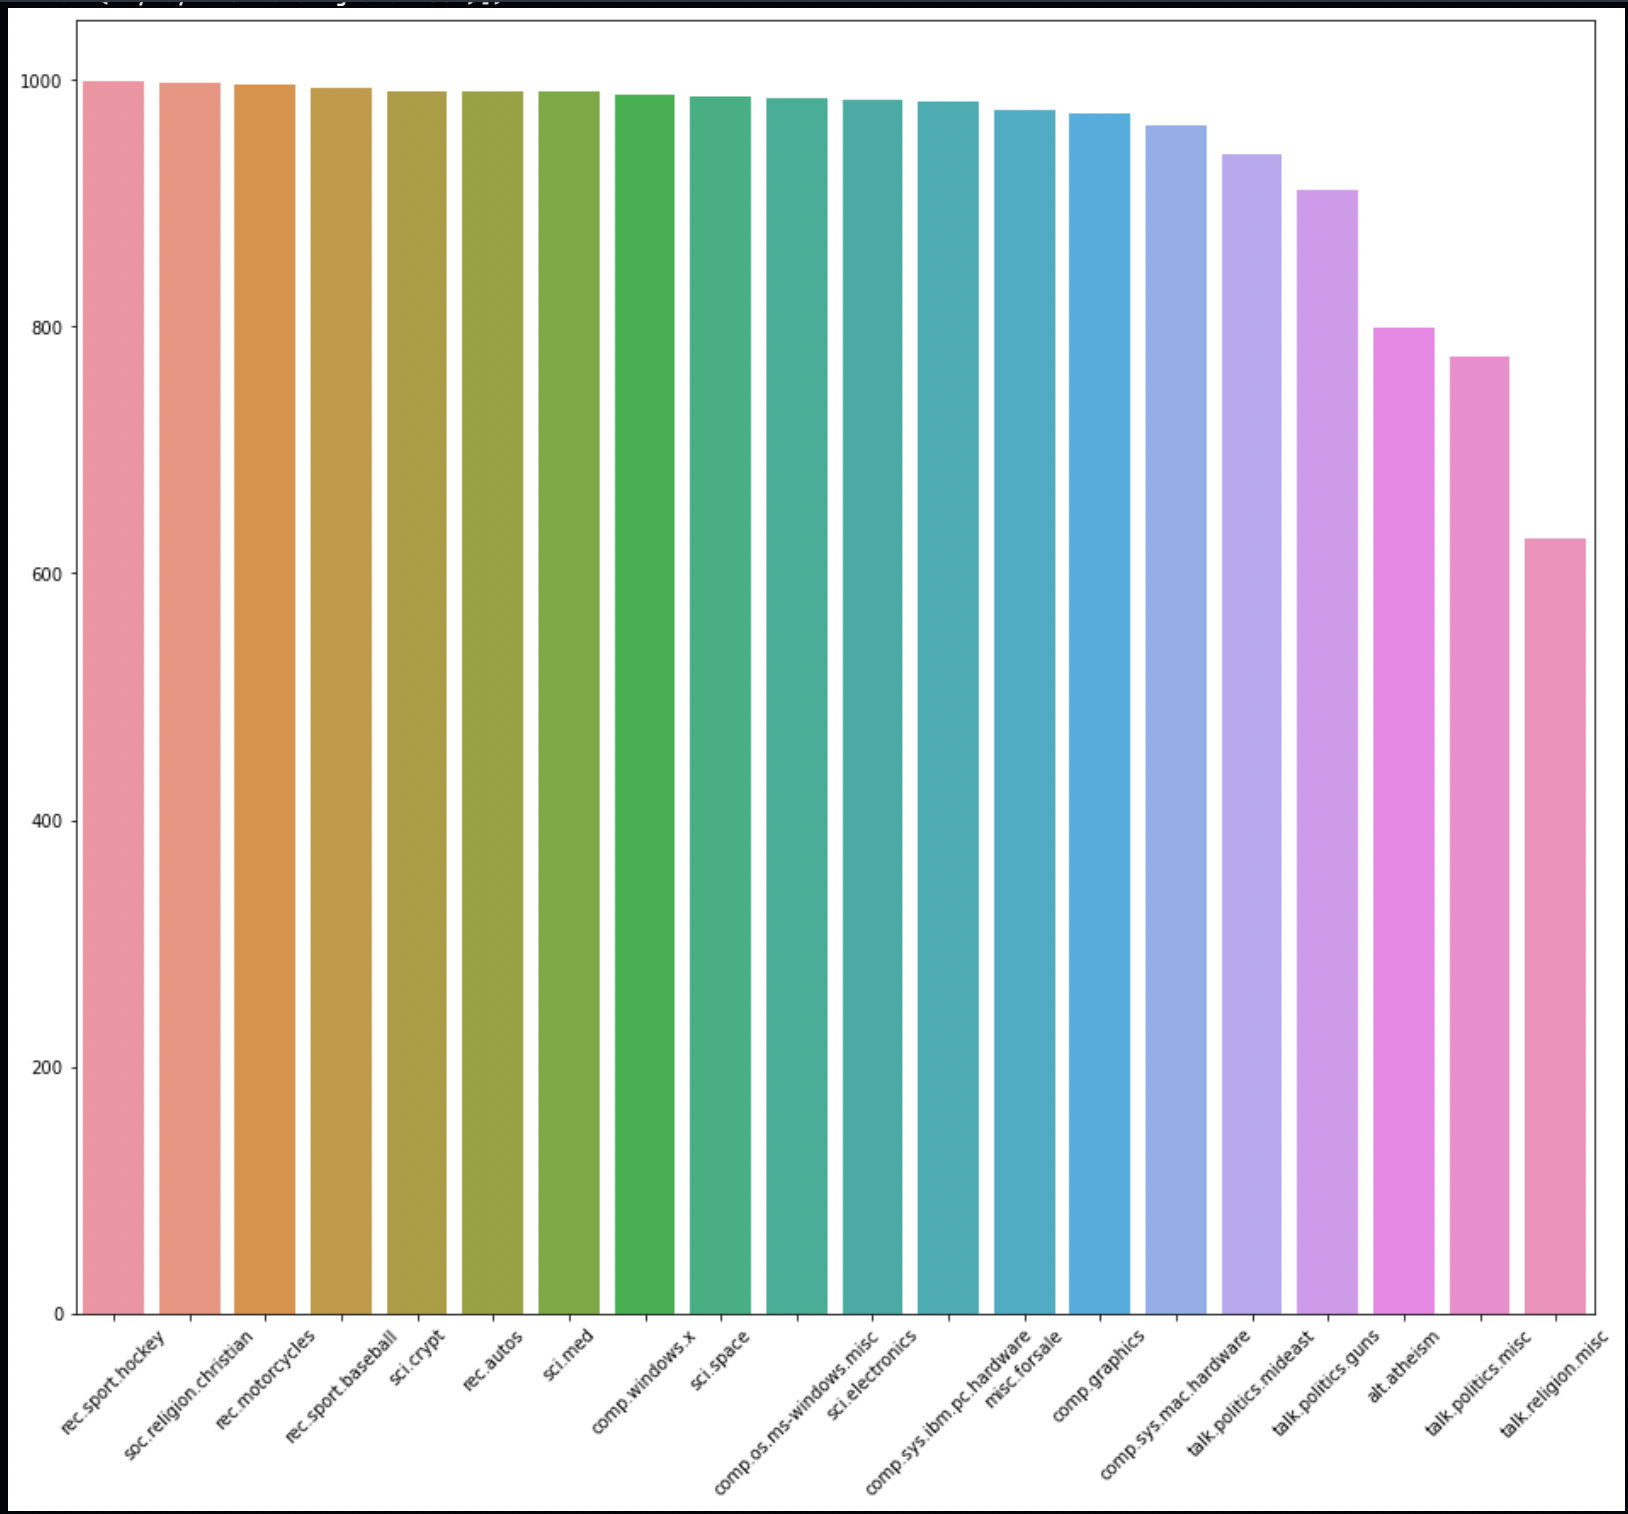 1000
800
600
400
200
0
rec.sport.hockey
soc.religion.christian
rec.motorcycles
rec.sport.baseball
sci.crypt
rec.autos
sci.med
comp.windows.x
sci.space
comp.os.ms-windows.misc
sci.electronics
comp.sys.ibm.pc.hardware
misc.forsale
comp.graphics
comp.sys.mac.hardware
talk.politics.mideast
talk.politics.guns
alt.atheism
talk.politics.misc
talk.religion.misc